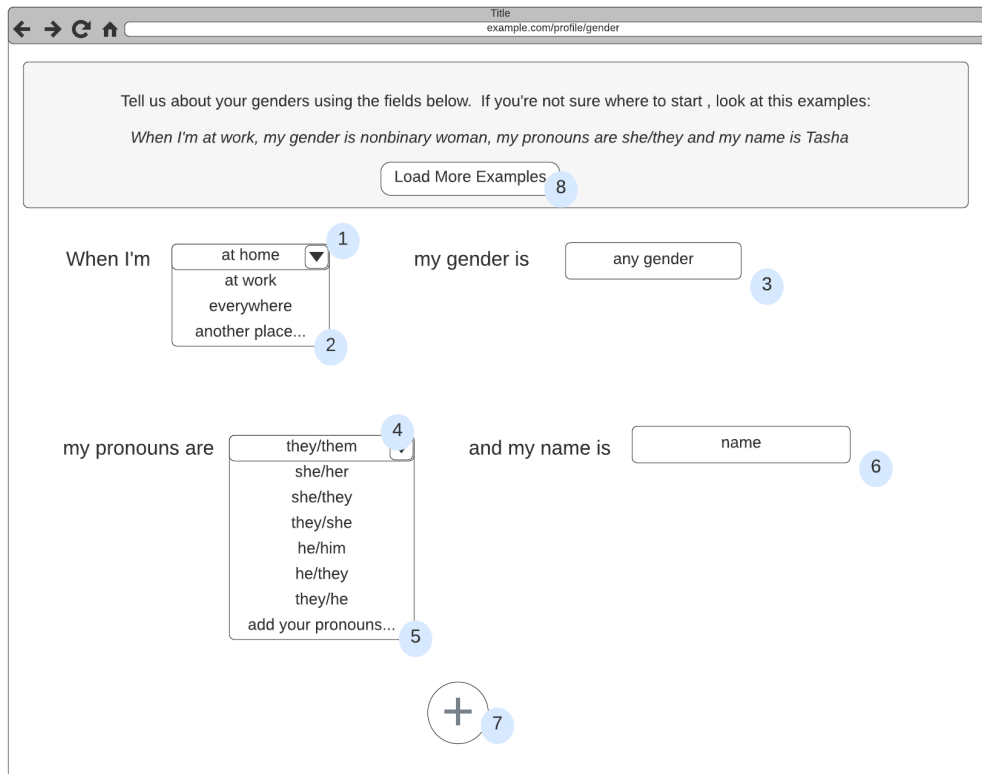 Title
example.com/profile/gender
Tell us about your genders using the fields below. If you're not sure where to start , look at this examples:
When I'm at work, my gender is nonbinary woman, my pronouns are she/they and my name is Tasha
Load More Examples
8
When I'm
at home
1
my gender is
any gender
3
at work
everywhere
another place...
2
my pronouns are
they/them
4
and my name is
name
6
she/her
she/they
they/she
he/him
he/they
they/he
add your pronouns...
5
+
7